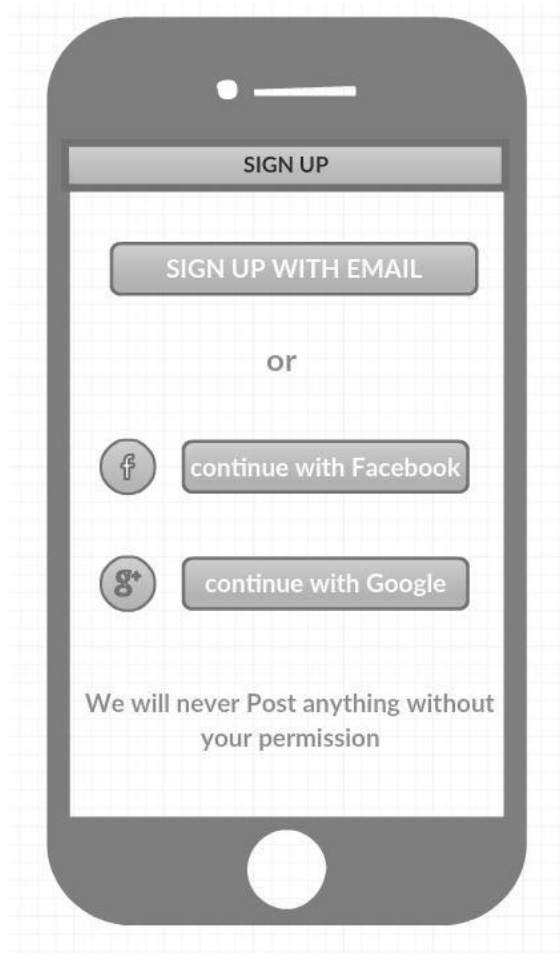 SIGN UP
SIGN UP WITH EMAIL
or
f
continue with Facebook
g+
continue with Google
We will never Post anything without
your permission